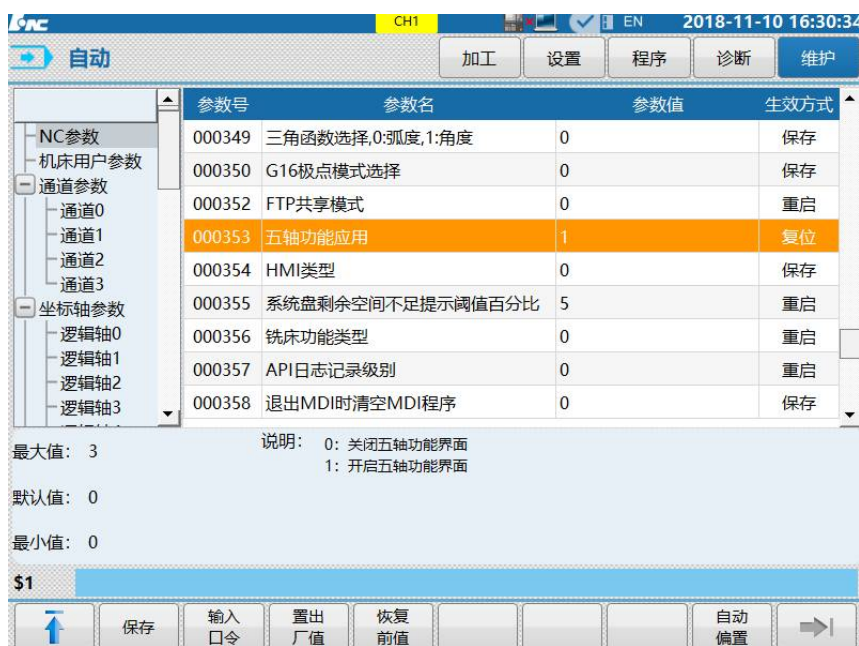 CH1 EN 2018-11-10 16:30:34
自动 加工 设置 程序 诊断 维护
参数号 参数名 参数值 生效方式
NC参数
机床用户参数
通道参数
通道0
通道1
通道2
通道3
坐标轴参数
逻辑轴0
逻辑轴1
逻辑轴2
逻辑轴3
000349 三角函数选择,0:弧度,1:角度 0 保存
000350 G16极点模式选择 0 保存
000352 FTP共享模式 0 重启
000353 五轴功能应用 1 复位
000354 HMI类型 0 保存
000355 系统盘剩余空间不足提示阈值百分比 5 重启
000356 铣床功能类型 0 重启
000357 API日志记录级别 0 重启
000358 退出MDI时清空MDI程序 0 保存
最大值: 3
默认值: 0
最小值: 0
说明: 0: 关闭五轴功能界面
1: 开启五轴功能界面
$1
保存 输入口令 置出厂值 恢复前值 自动偏置